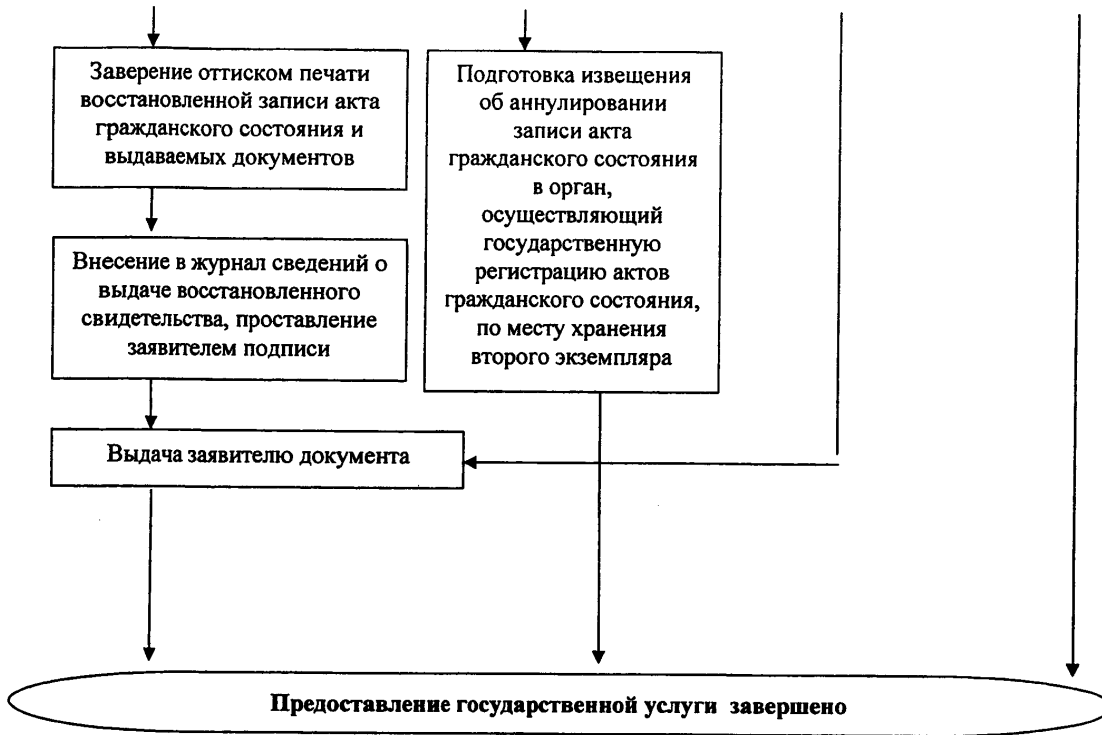 Заверение оттиском печати
восстановленной записи акта
гражданского состояния и
выдаваемых документов
Внесение в журнал сведений о
выдаче восстановленного
свидетельства, проставление
заявителем подписи
Выдача заявителю документа
Подготовка извещения
об аннулировании
записи акта
гражданского состояния
в орган,
осуществляющий
государственную
регистрацию актов
гражданского состояния,
по месту хранения
второго экземпляра
Предоставление государственной услуги завершено